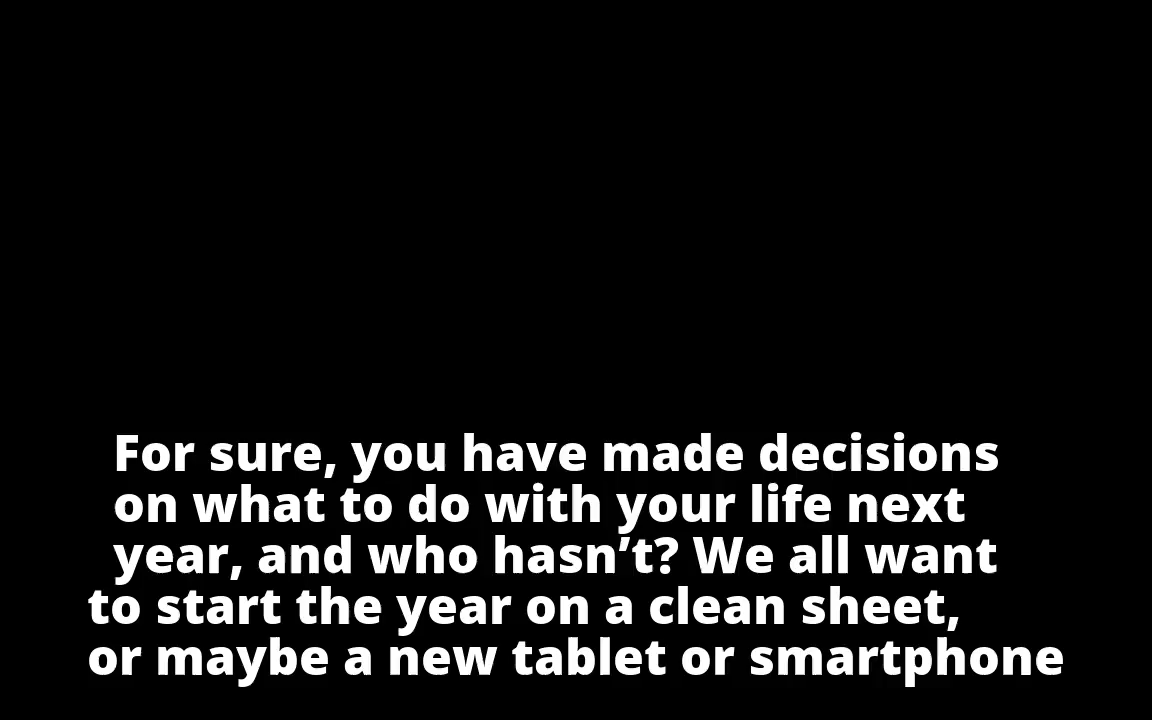 For sure, you have made decisions
on what to do with your life next
year, and who hasn’t? We all want
to start the year on a clean sheet,
or maybe a new tablet or smartphone